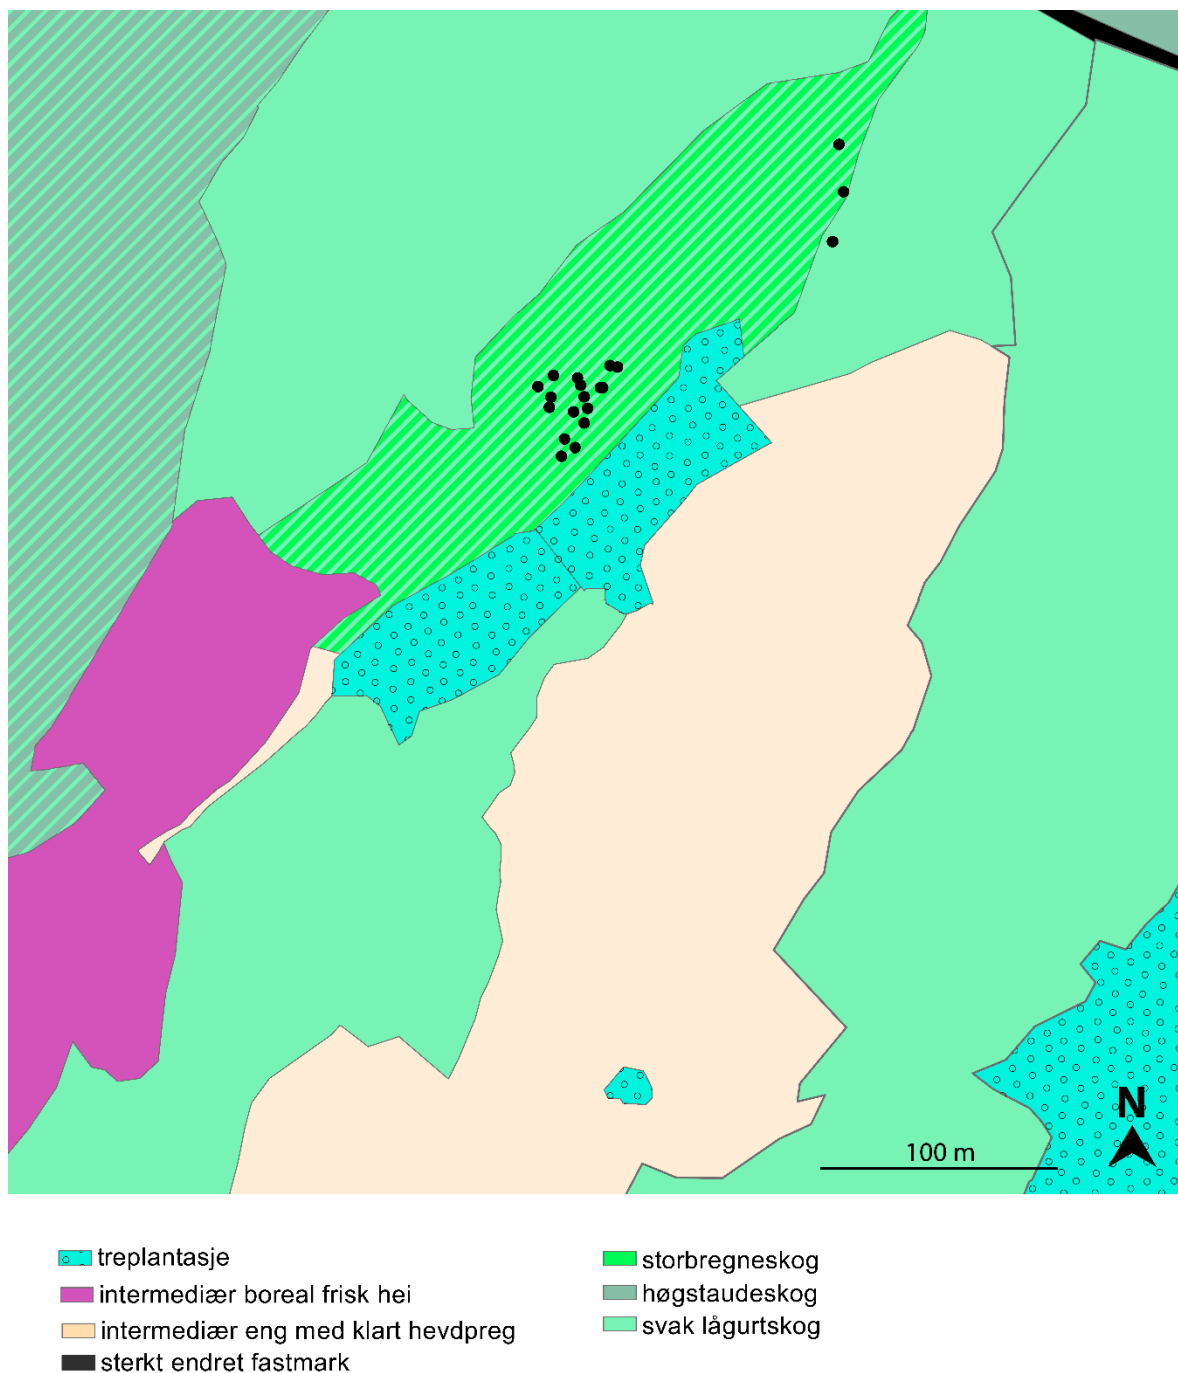 N
100 m
treplantasje
intermediær boreal frisk hei
intermediær eng med klart hevdpreg
sterkt endret fastmark
storbregneskog
høgstaudeskog
svak lågurtskog